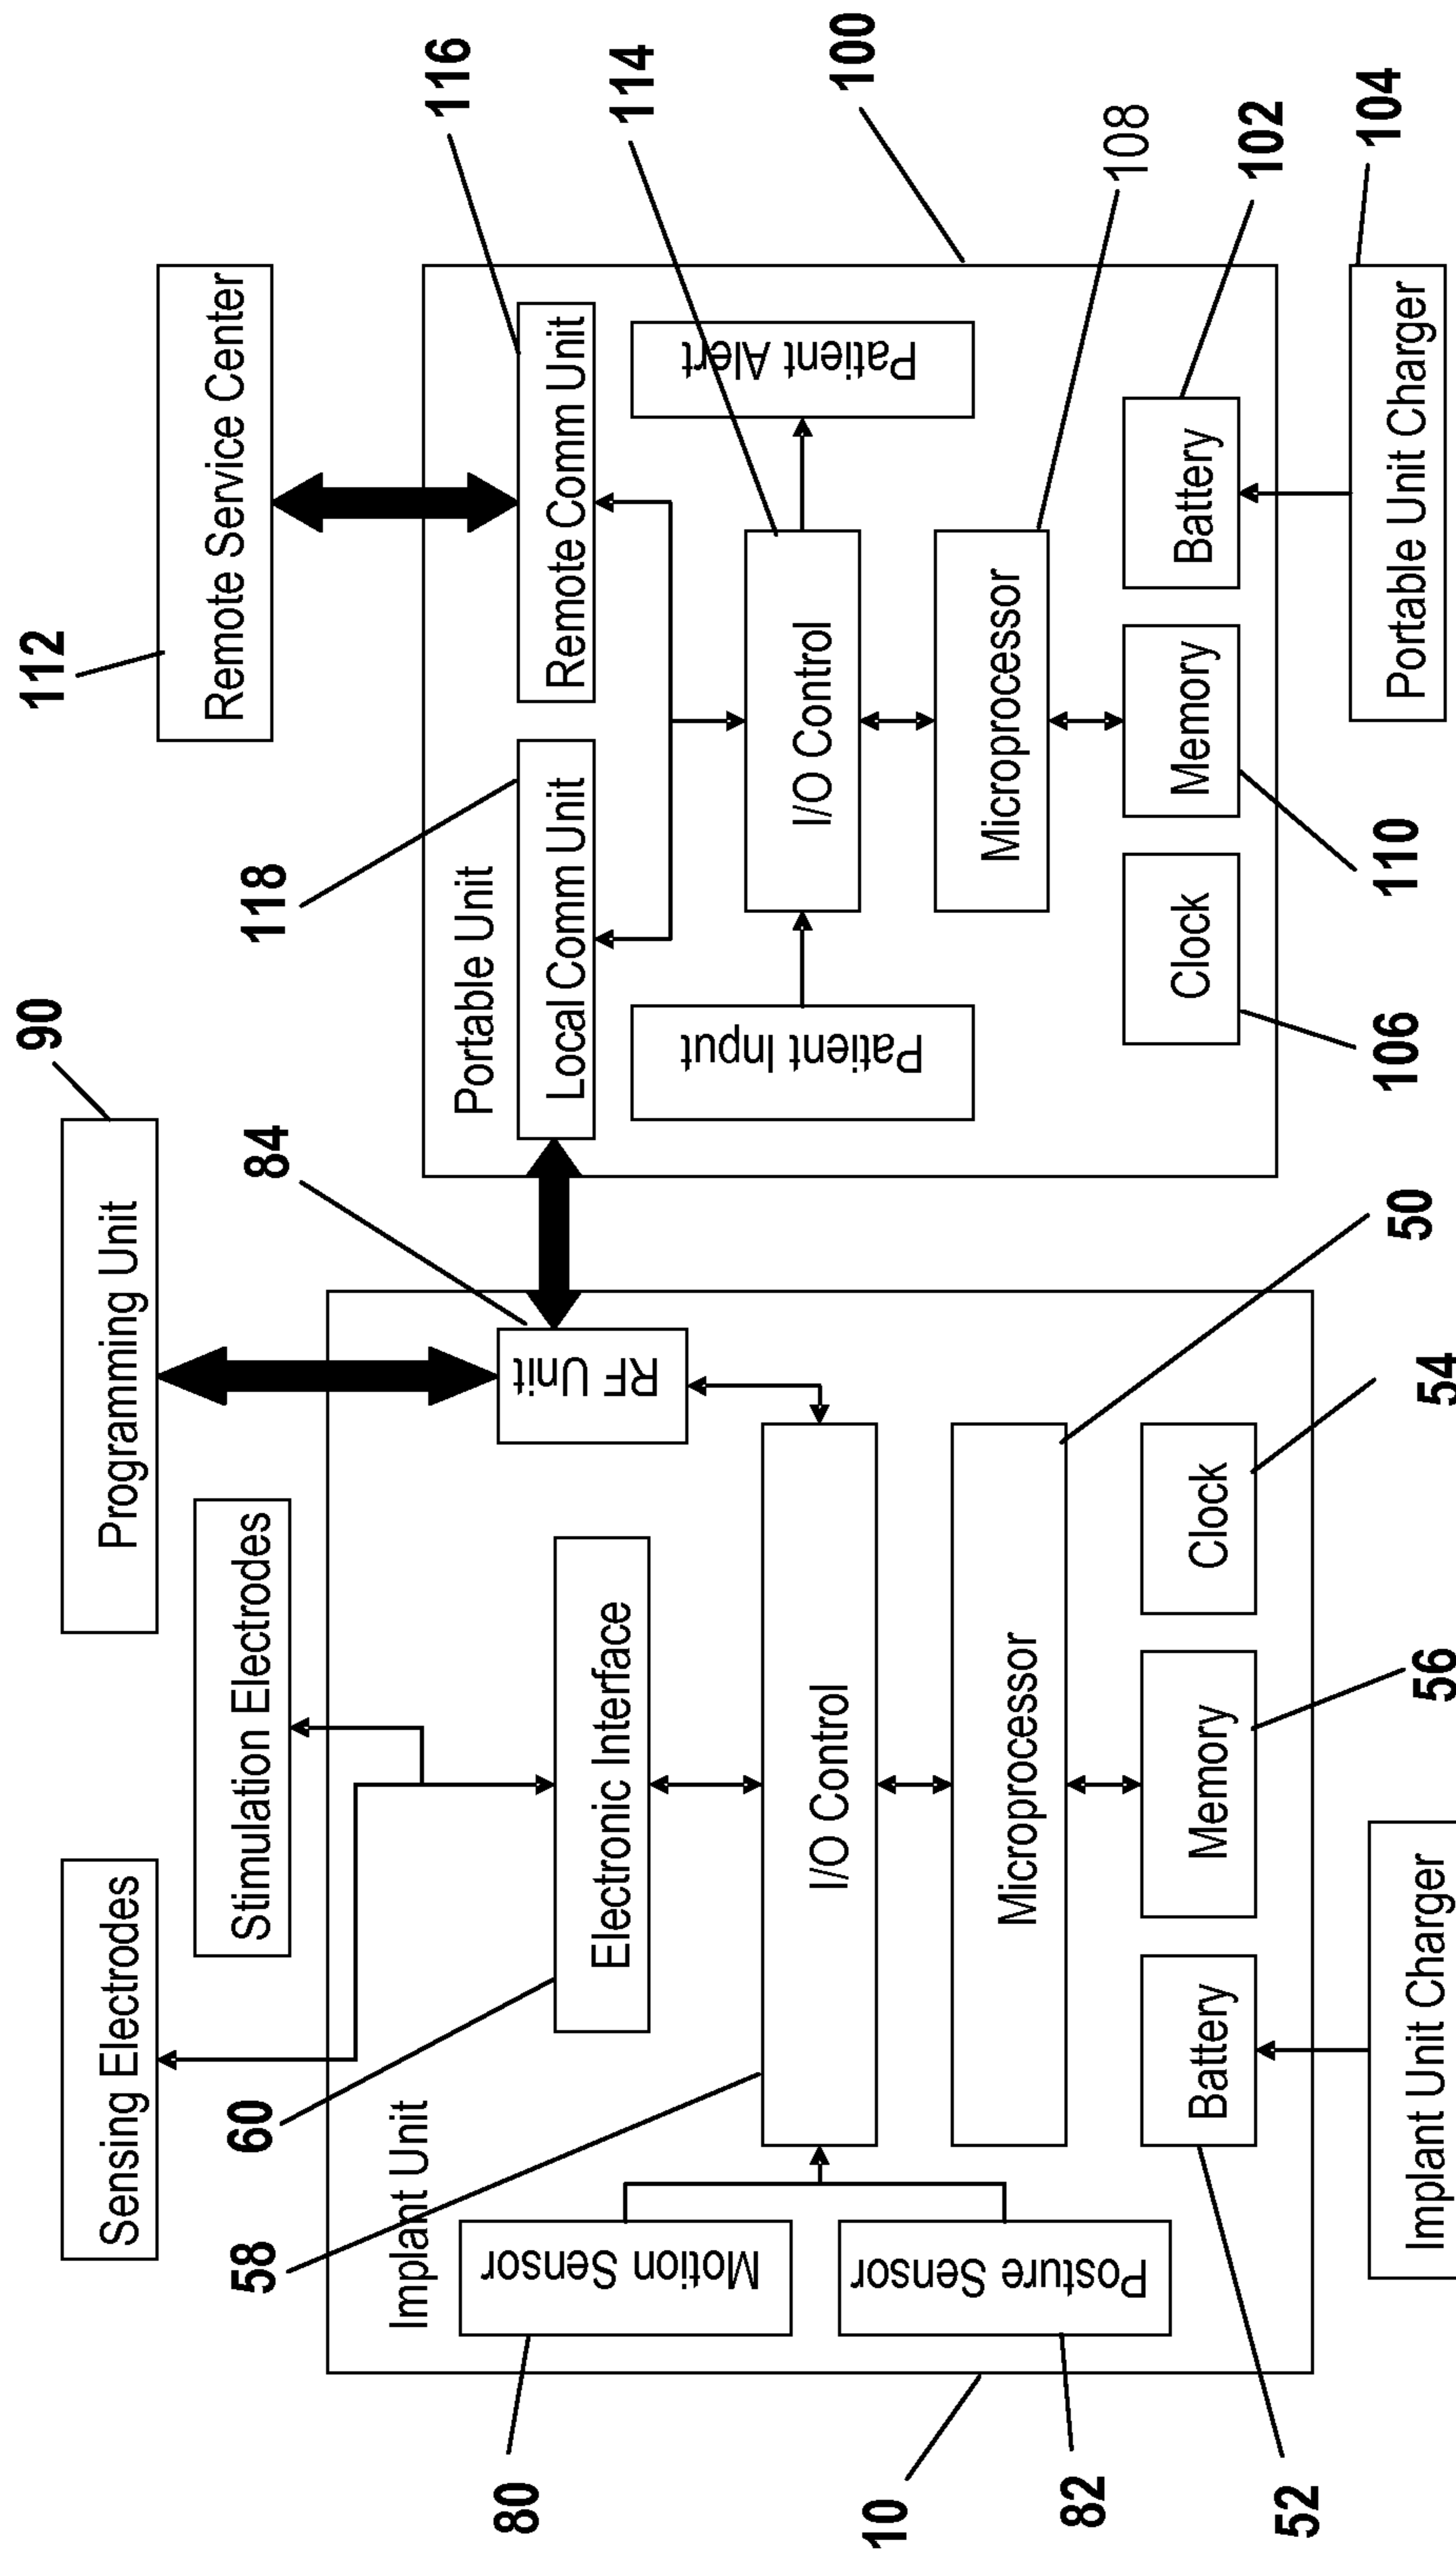 90
112
Programming Unit
Remote Service Center
Sensing Electrodes
Stimulation Electrodes
84
118
116
60
58
Implant Unit
Portable Unit
RF Unit
Local Comm Unit
Remote Comm Unit
114
80
Motion Sensor
Electronic Interface
Patient Input
Patient Alert
I/O Control
I/O Control
100
10
Posture Sensor
Microprocessor
Microprocessor
108
82
Battery
Memory
Clock
Clock
Memory
Battery
102
52
Implant Unit Charger
56
54
50
106
110
Portable Unit Charger
104